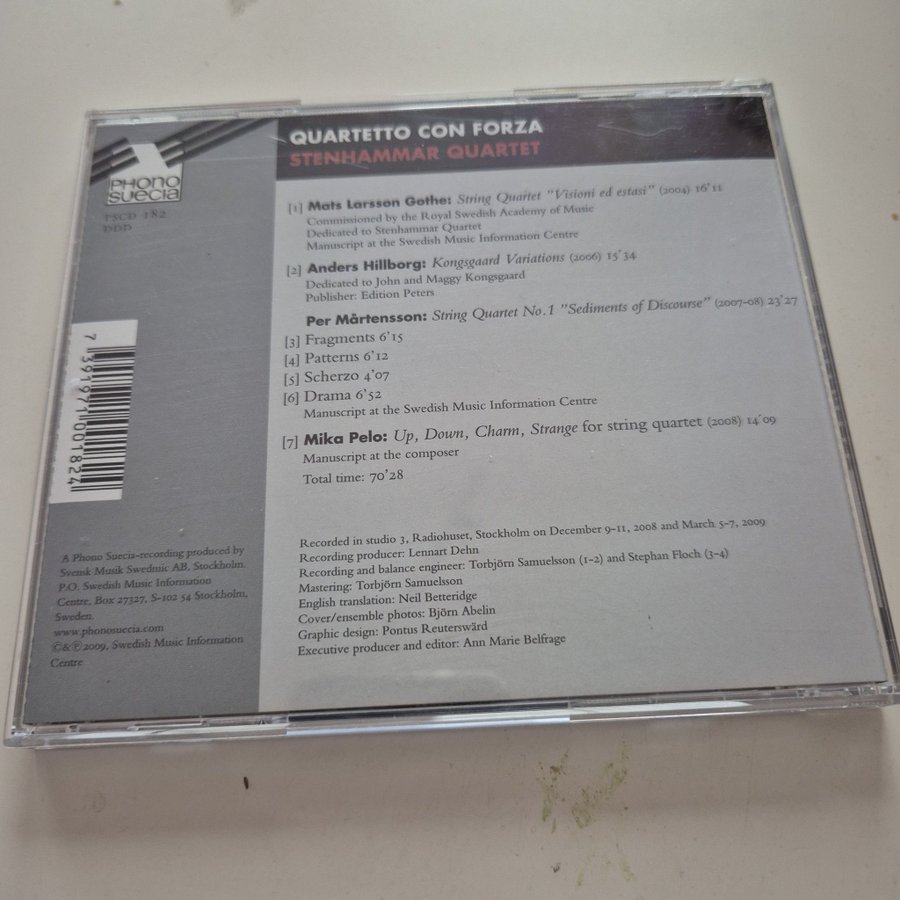 QUARTETTO CON FORZA
STENHAMMAR QUARTET
PHONO
SUECIA
PSCD 182
DDD
[1] Mats Larsson Gothe: String Quartet "Visioni ed estasi" (2004) 16'11
Commissioned by the Royal Swedish Academy of Music
Dedicated to Stenhammar Quartet
Manuscript at the Swedish Music Information Centre
[2] Anders Hillborg: Kongsgaard Variations (2006) 15'34
Dedicated to John and Maggy Kongsgaard
Publisher: Edition Peters
Per Mårtensson: String Quartet No.1 "Sediments of Discourse" (2007-08) 23'27
[3] Fragments 6'15
[4] Patterns 6'12
[5] Scherzo 4'07
[6] Drama 6'52
Manuscript at the Swedish Music Information Centre
[7] Mika Pelo: Up, Down, Charm, Strange for string quartet (2008) 14'09
Manuscript at the composer
Total time: 70'28
7 391971 001824
Recorded in studio 3, Radiohuset, Stockholm on December 9-11, 2008 and March 5-7, 2009
Recording producer: Lennart Dehn
Recording and balance engineer: Torbjörn Samuelsson (1-2) and Stephan Floch (3-4)
Mastering: Torbjörn Samuelsson
English translation: Neil Betteridge
Cover/ensemble photos: Björn Abelin
Graphic design: Pontus Reuterswärd
Executive producer and editor: Ann Marie Belfrage
A Phono Suecia-recording produced by
Svensk Musik Swedmic AB, Stockholm.
P.O. Swedish Music Information
Centre, Box 27327, S-102 54 Stockholm,
Sweden.
www.phonosuecia.com
©&℗2009, Swedish Music Information
Centre